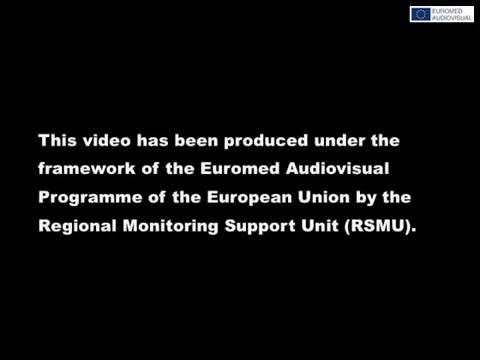 EUROMED
AUDIOVISUAL
This video has been produced under the
framework of the Euromed Audiovisual
Programme of the European Union by the
Regional Monitoring Support Unit (RSMU).